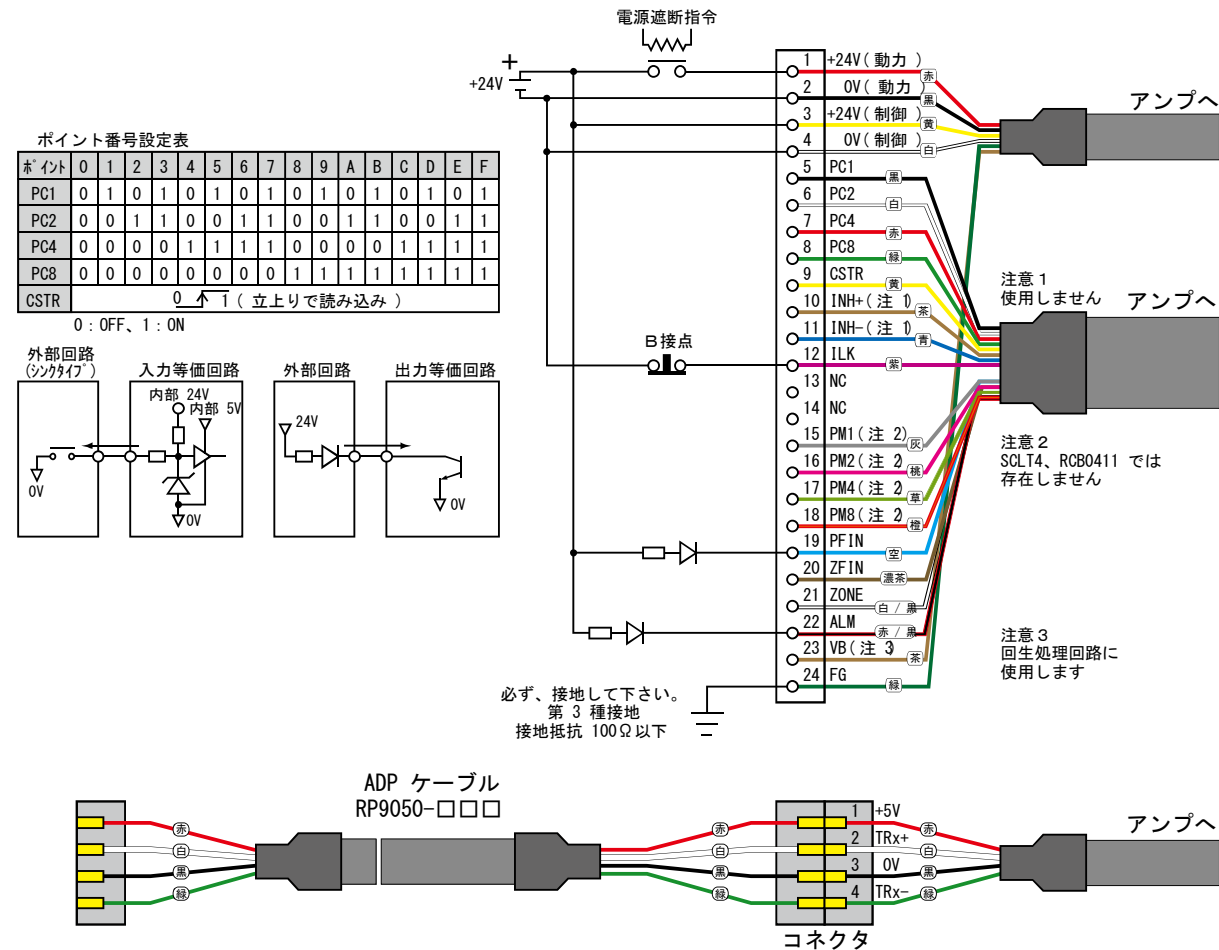 電源遮断指令
+
+24V
1 +24V(動力)
赤
2 0V(動力)
黒
3 +24V(制御)
黄
4 0V(制御)
白
5 PC1
黒
6 PC2
白
7 PC4
赤
8 PC8
緑
9 CSTR
黄
10 INH+(注 1)
茶
11 INH-(注 1)
青
B接点
12 ILK
紫
13 NC
14 NC
15 PM1(注 2)
灰
16 PM2(注 2)
桃
17 PM4(注 2)
草
18 PM8(注 2)
橙
19 PFIN
空
20 ZFIN
濃茶
21 ZONE
白 / 黒
22 ALM
赤 / 黒
23 VB(注 3)
茶
24 FG
緑
アンプへ
注意1
使用しません
アンプへ
注意2
SCLT4、RCB0411 では
存在しません
注意3
回生処理回路に
使用します
ポイント番号設定表
ポイント 0 1 2 3 4 5 6 7 8 9 A B C D E F
PC1 0 1 0 1 0 1 0 1 0 1 0 1 0 1 0 1
PC2 0 0 1 1 0 0 1 1 0 0 1 1 0 0 1 1
PC4 0 0 0 0 1 1 1 1 0 0 0 0 1 1 1 1
PC8 0 0 0 0 0 0 0 0 1 1 1 1 1 1 1 1
CSTR 0 1 ( 立上りで読み込み )
0：OFF、1：ON
外部回路
(シンクタイプ)
0V
入力等価回路
内部 24V
内部 5V
0V
外部回路
24V
出力等価回路
0V
必ず、接地して下さい。
第 3 種接地
接地抵抗 100Ω以下
ADP ケーブル
RP9050-□□□
赤
白
黒
緑
赤
白
黒
緑
1 +5V
赤
2 TRx+
白
3 0V
黒
4 TRx-
緑
アンプへ
コネクタ